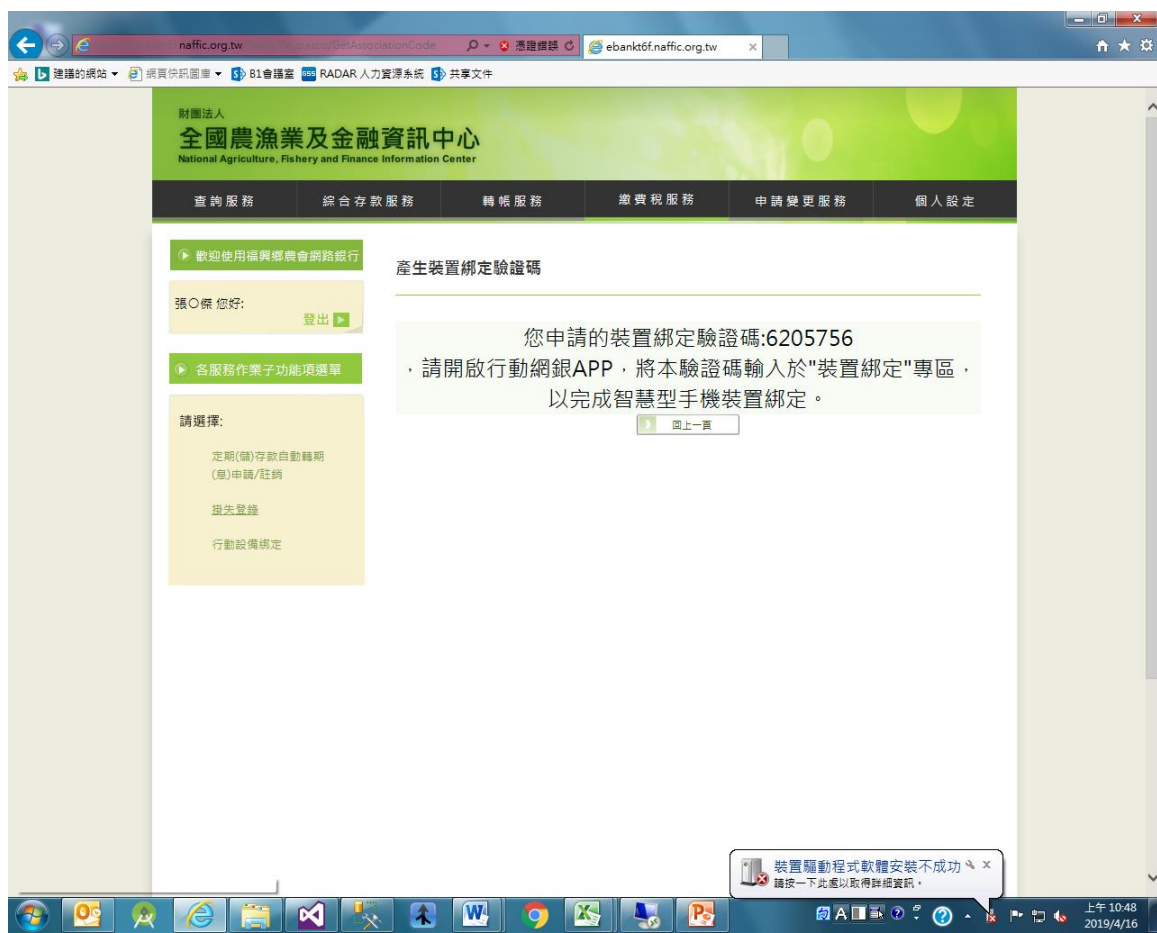 naffic.org.tw
/GetAssociationCode
憑證錯誤
ebankt6f.naffic.org.tw
建議的網站
網頁快訊圖庫
B1會議室
RADAR 人力資源系統
共享文件
財團法人
全國農漁業及金融資訊中心
National Agriculture, Fishery and Finance Information Center
查詢服務
綜合存款服務
轉帳服務
繳費稅服務
申請變更服務
個人設定
歡迎使用福興鄉農會網路銀行
張〇傑 您好:
登出
各服務作業子功能項選單
請選擇:
定期(儲)存款自動轉期
(息)申請/註銷
掛失登錄
行動設備綁定
產生裝置綁定驗證碼
您申請的裝置綁定驗證碼:6205756
，請開啟行動網銀APP，將本驗證碼輸入於"裝置綁定"專區，
以完成智慧型手機裝置綁定。
回上一頁
裝置驅動程式軟體安裝不成功
請按一下此處以取得詳細資訊。
上午 10:48
2019/4/16